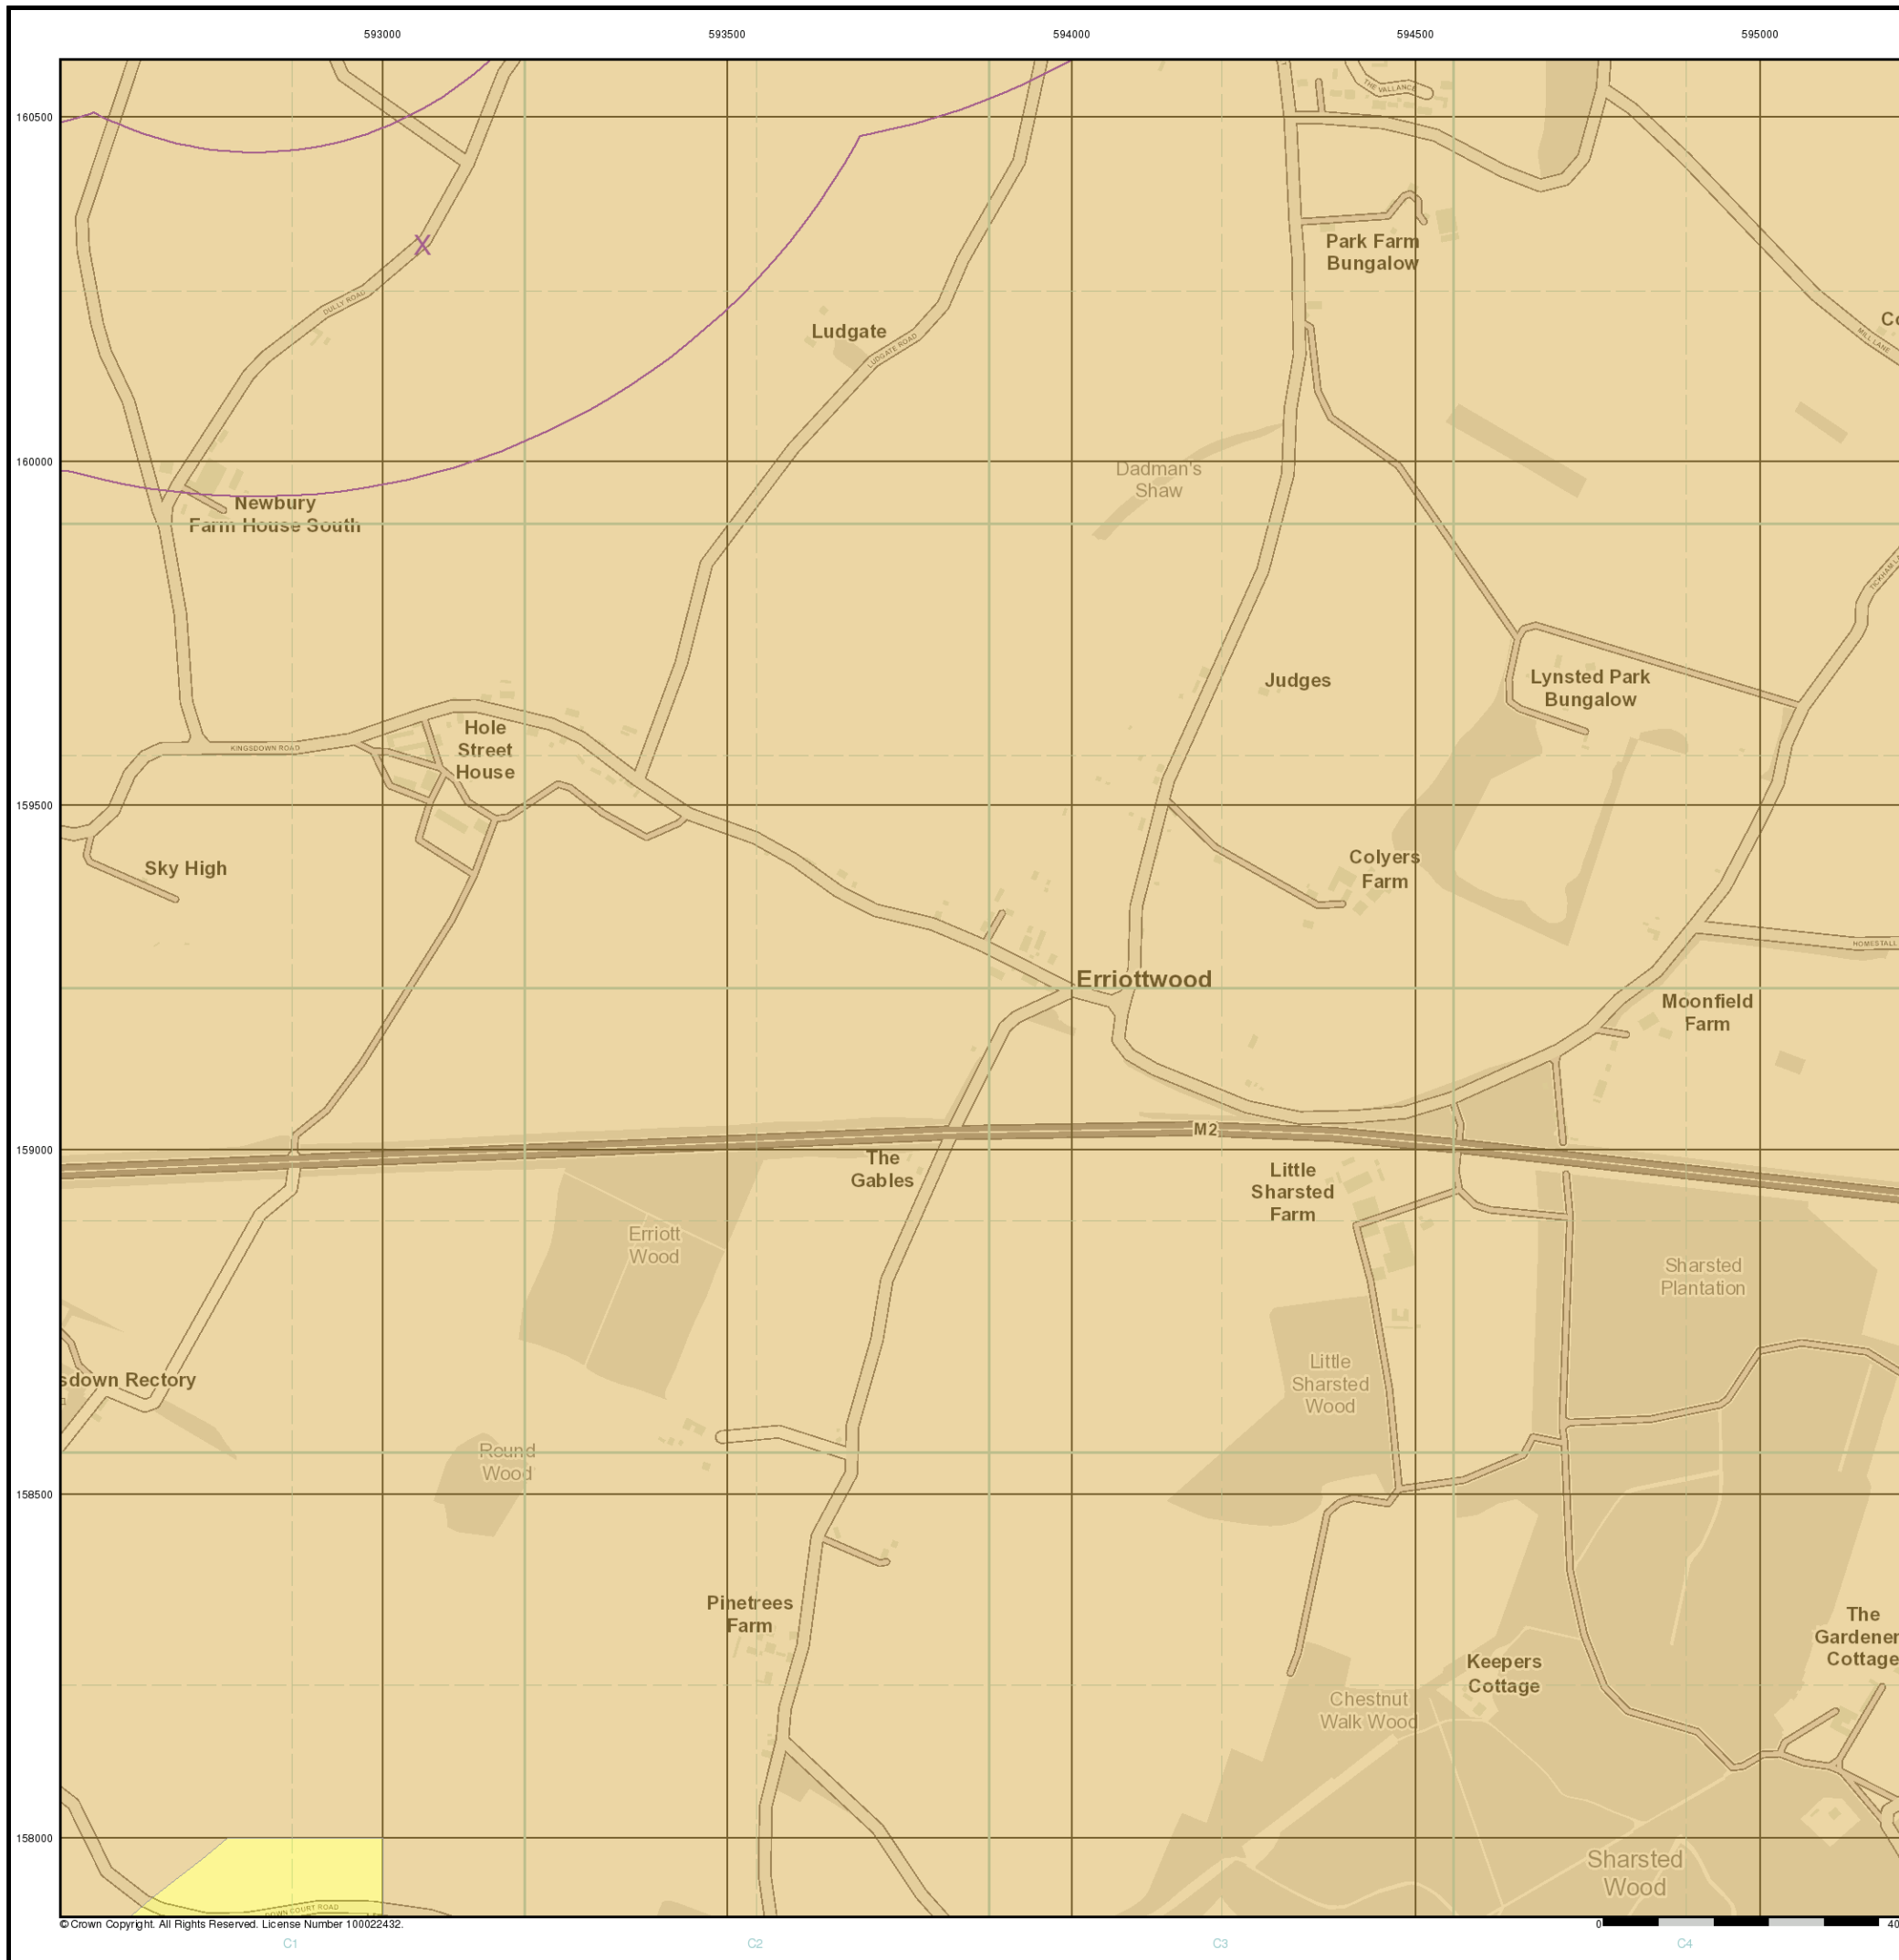 593000 593500 594000 594500 595000
160500
160000
159500
159000
158500
158000
THE VALLANCE
Park Farm
Bungalow
X
DULLY ROAD
Ludgate
LUDGATE ROAD
MILL LANE
Dadman's
Shaw
Newbury
Farm House South
Judges
Lynsted Park
Bungalow
Hole
Street
House
KINGSDOWN ROAD
Sky High
Colyers
Farm
HOMESTALL
Erriottwood
Moonfield
Farm
M2
The
Gables
Little
Sharsted
Farm
Erriott
Wood
Sharsted
Plantation
Little
Sharsted
Wood
sdown Rectory
Round
Wood
Pinetrees
Farm
The
Gardener
Cottage
Keepers
Cottage
Chestnut
Walk Wood
Sharsted
Wood
DOWN COURT ROAD
© Crown Copyright. All Rights Reserved. License Number 100022432.
0 40
C1 C2 C3 C4